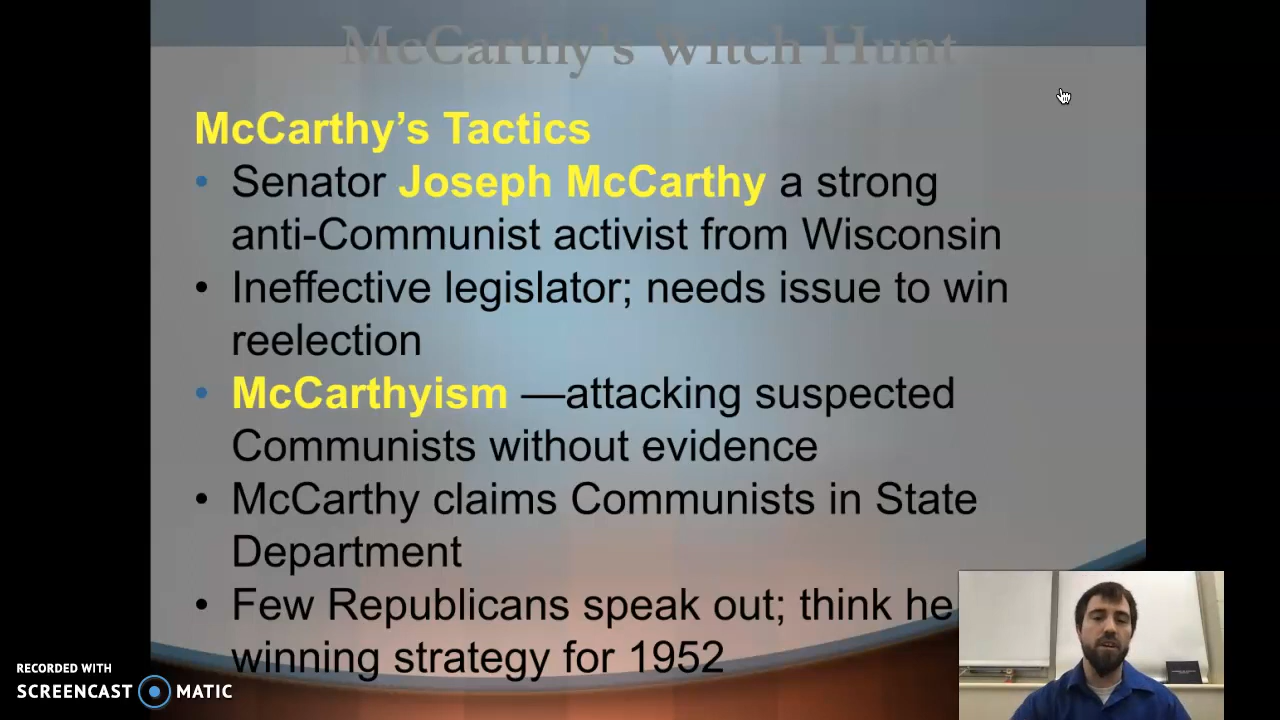 McCarthy's Witch Hunt
McCarthy's Tactics
• Senator Joseph McCarthy a strong
anti-Communist activist from Wisconsin
• Ineffective legislator; needs issue to win
reelection
• McCarthyism —attacking suspected
Communists without evidence
• McCarthy claims Communists in State
Department
• Few Republicans speak out; think he
winning strategy for 1952
RECORDED WITH
SCREENCAST MATIC